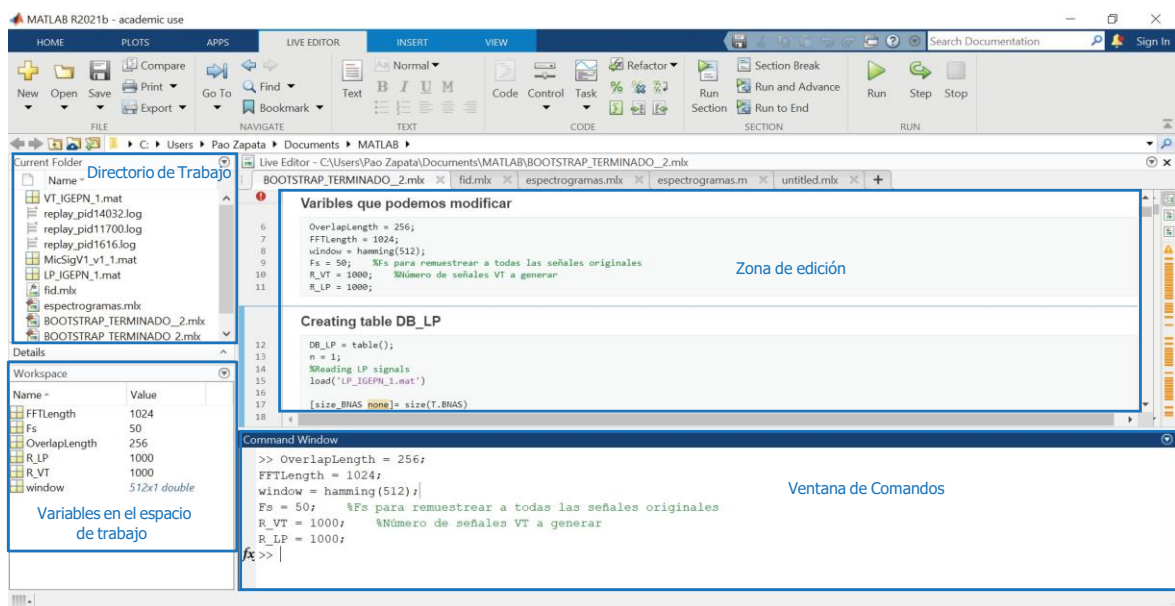 MATLAB R2021b - academic use
HOME PLOTS APPS LIVE EDITOR INSERT VIEW Search Documentation Sign In
New Open Save Compare Print Export
FILE
Go To Find Bookmark
NAVIGATE
Text Normal B I U M
TEXT
Code Control Task Refactor
CODE
Run Section Section Break Run and Advance Run to End
SECTION
Run Step Stop
RUN
C: Users Pao Zapata Documents MATLAB
Current Folder
Directorio de Trabajo
Name
VT_IGEPN_1.mat
replay_pid14032.log
replay_pid11700.log
replay_pid1616.log
MicSigV1_v1_1.mat
LP_IGEPN_1.mat
fid.mlx
espectrogramas.mlx
BOOTSTRAP_TERMINADO__2.mlx
BOOTSTRAP TERMINADO 2.mlx
Details
Workspace
Name Value
FFTLength 1024
Fs 50
OverlapLength 256
R_LP 1000
R_VT 1000
window 512x1 double
Variables en el espacio
de trabajo
Live Editor - C:\Users\Pao Zapata\Documents\MATLAB\BOOTSTRAP_TERMINADO__2.mlx
BOOTSTRAP_TERMINADO__2.mlx fid.mlx espectrogramas.mlx espectrogramas.m untitled.mlx +
Varibles que podemos modificar
6 OverlapLength = 256;
7 FFTLength = 1024;
8 window = hamming(512);
9 Fs = 50; %Fs para remuestrear a todas las señales originales
10 R_VT = 1000; %Número de señales VT a generar
11 R_LP = 1000;
Zona de edición
Creating table DB_LP
12 DB_LP = table();
13 n = 1;
14 %Reading LP signals
15 load('LP_IGEPN_1.mat')
16
17 [size_BNAS none]= size(T.BNAS)
18
Command Window
>> OverlapLength = 256;
FFTLength = 1024;
window = hamming(512);
Fs = 50; %Fs para remuestrear a todas las señales originales
R_VT = 1000; %Número de señales VT a generar
R_LP = 1000;
fx >>
Ventana de Comandos